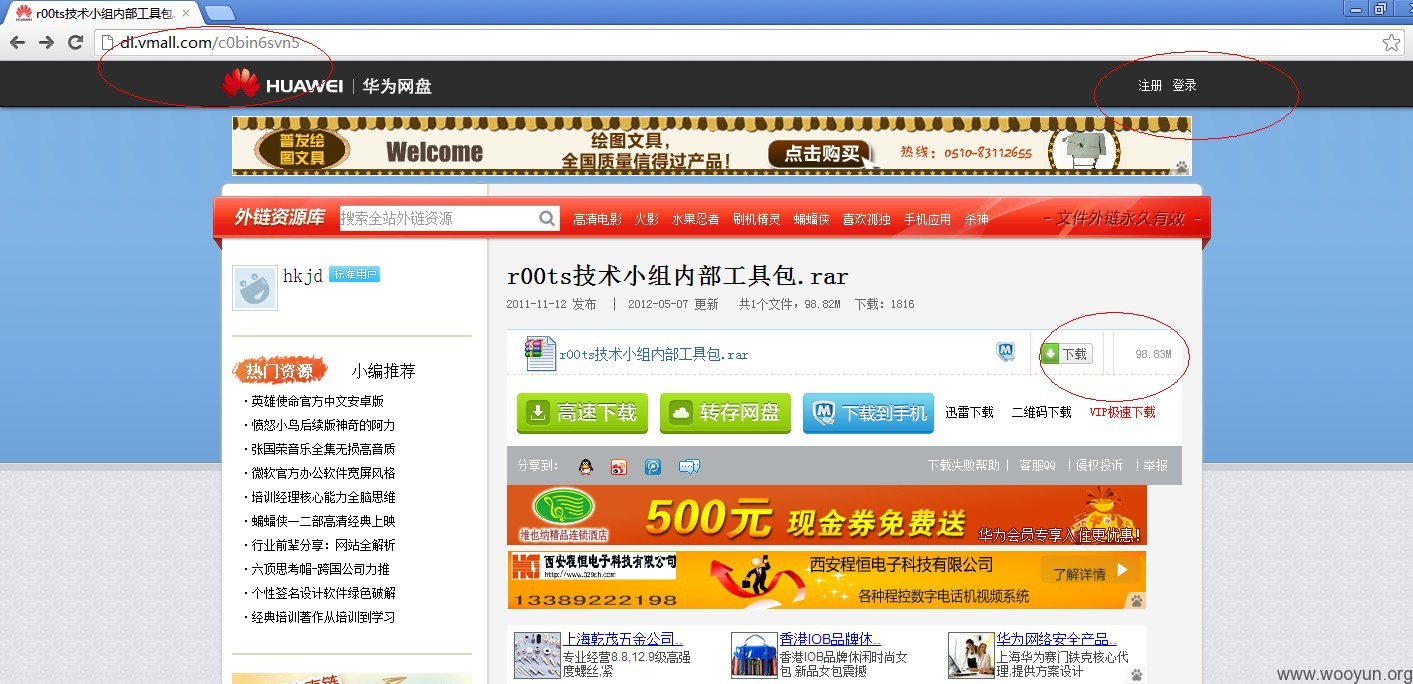 r00ts技术小组内部工具包.
dl.vmall.com/c0bin6svn5
HUAWEI | 华为网盘
注册 登录
普发绘图文具
Welcome
绘图文具,
全国质量信得过产品!
点击购买
热线: 0510-83112655
外链资源库
搜索全站外链资源
高清电影 火影 水果忍者 刷机精灵 蝙蝠侠 喜欢孤独 手机应用 杀神
- 文件外链永久有效 -
hkjd 标准用户
r00ts技术小组内部工具包.rar
2011-11-12 发布 | 2012-05-07 更新 共1个文件，98.82M 下载：1816
r00ts技术小组内部工具包.rar
下载
98.83M
高速下载
转存网盘
下载到手机
迅雷下载 二维码下载 VIP极速下载
分享到：
下载失败帮助 | 客服QQ | 侵权投诉 | 举报
热门资源 小编推荐
· 英雄使命官方中文安卓版
· 愤怒小鸟后续版神奇的阿力
· 张国荣音乐全集无损高音质
· 微软官方办公软件宽屏风格
· 培训经理核心能力全脑思维
· 蝙蝠侠一二部高清经典上映
· 行业前辈分享：网站全解析
· 六顶思考帽-跨国公司力推
· 个性签名设计软件绿色破解
· 经典培训著作从培训到学习
维也纳精品连锁酒店
500元 现金券免费送
华为会员专享入住更优惠!
西安程恒电子科技有限公司
http://www.029ch.com
13389222198
西安程恒电子科技有限公司
各种程控数字电话机视频系统
了解详情
上海乾茂五金公司..
专业经营8.8,12.9级高强
度螺丝,紧
香港IOB品牌休..
香港IOB品牌休闲时尚女
包 新品女包震撼
华为网络安全产品..
上海华为赛门铁克核心代
理,提供方案设计
www.wooyun.org